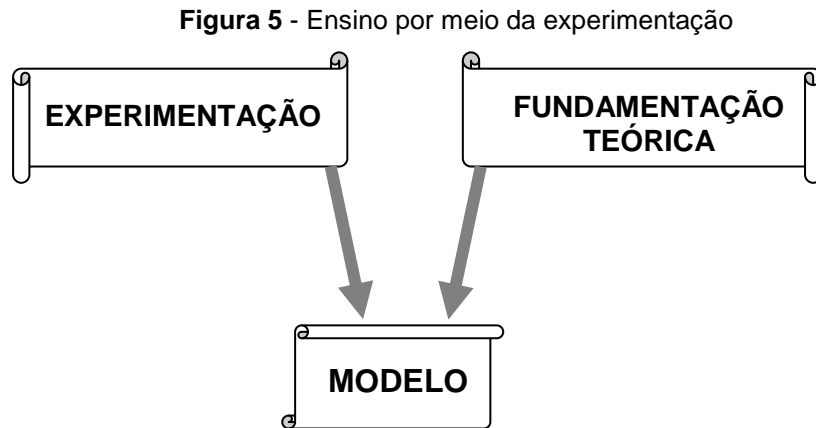 Figura 5 - Ensino por meio da experimentação
EXPERIMENTAÇÃO
FUNDAMENTAÇÃO
TEÓRICA
MODELO